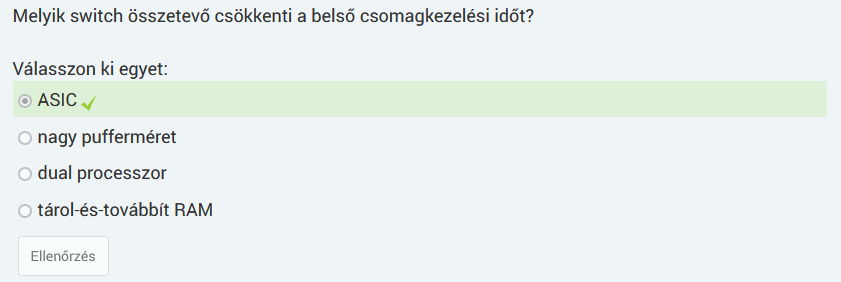 Melyik switch összetevő csökkenti a belső csomagkezelési időt?
Válasszon ki egyet:
ASIC
nagy pufferméret
dual processzor
tárol-és-továbbít RAM
Ellenőrzés